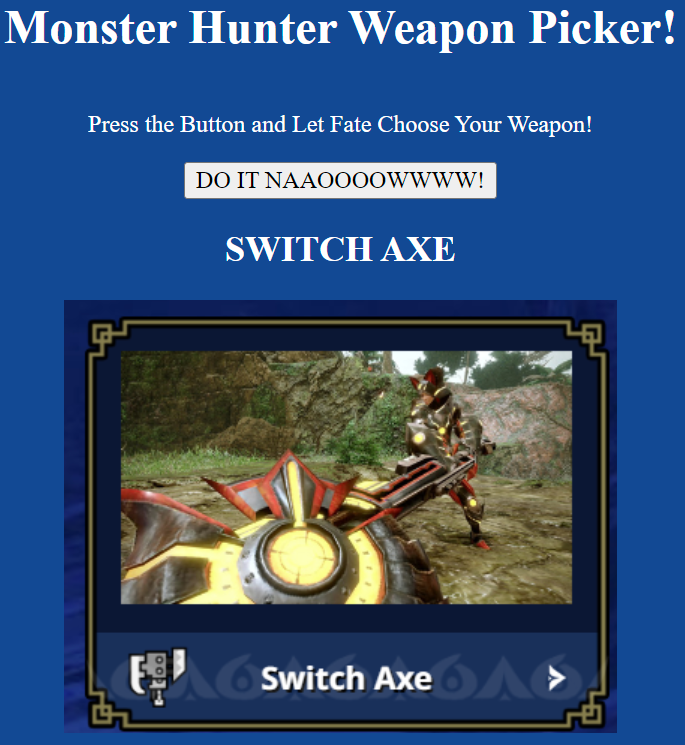 Monster Hunter Weapon Picker!
Press the Button and Let Fate Choose Your Weapon!
DO IT NAAOOOOWWWW!
SWITCH AXE
Switch Axe